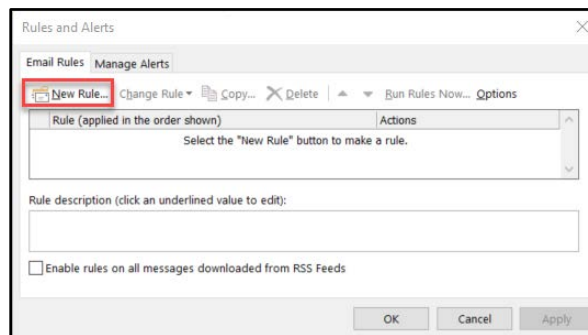 Rules and Alerts
Email Rules Manage Alerts
New Rule... Change Rule Copy... Delete Run Rules Now... Options
Rule (applied in the order shown) Actions
Select the "New Rule" button to make a rule.
Rule description (click an underlined value to edit):
Enable rules on all messages downloaded from RSS Feeds
OK Cancel Apply